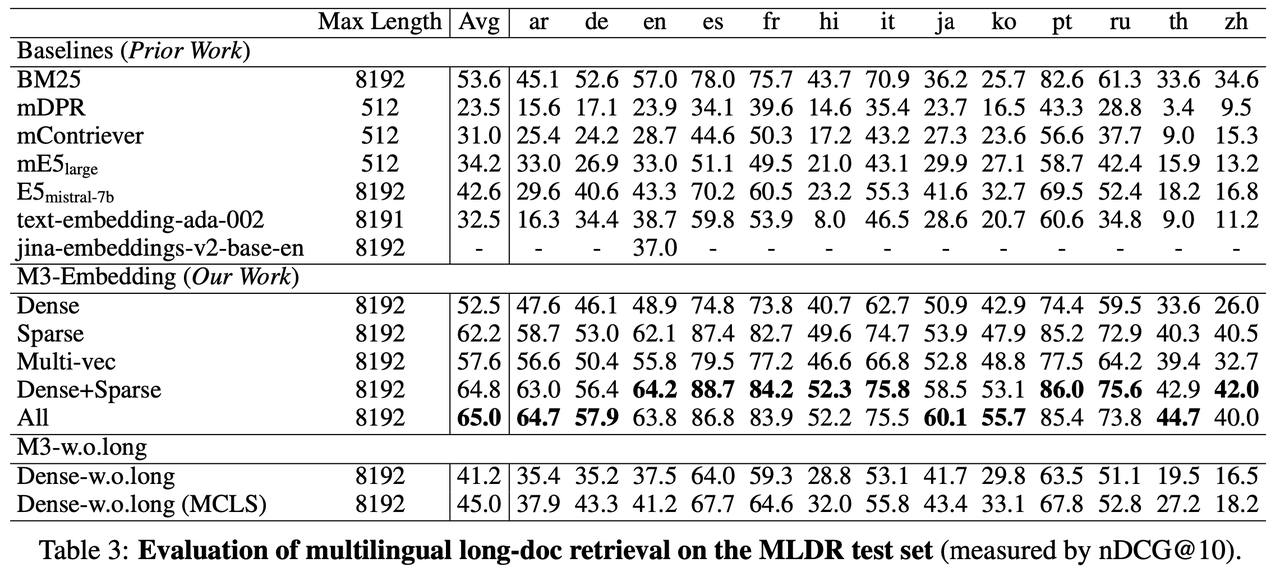 Max Length Avg ar de en es fr hi it ja ko pt ru th zh
Baselines (Prior Work)
BM25 8192 53.6 45.1 52.6 57.0 78.0 75.7 43.7 70.9 36.2 25.7 82.6 61.3 33.6 34.6
mDPR 512 23.5 15.6 17.1 23.9 34.1 39.6 14.6 35.4 23.7 16.5 43.3 28.8 3.4 9.5
mContriever 512 31.0 25.4 24.2 28.7 44.6 50.3 17.2 43.2 27.3 23.6 56.6 37.7 9.0 15.3
mE5large 512 34.2 33.0 26.9 33.0 51.1 49.5 21.0 43.1 29.9 27.1 58.7 42.4 15.9 13.2
E5mistral-7b 8192 42.6 29.6 40.6 43.3 70.2 60.5 23.2 55.3 41.6 32.7 69.5 52.4 18.2 16.8
text-embedding-ada-002 8191 32.5 16.3 34.4 38.7 59.8 53.9 8.0 46.5 28.6 20.7 60.6 34.8 9.0 11.2
jina-embeddings-v2-base-en 8192 - - - 37.0 - - - - - - - - - -
M3-Embedding (Our Work)
Dense 8192 52.5 47.6 46.1 48.9 74.8 73.8 40.7 62.7 50.9 42.9 74.4 59.5 33.6 26.0
Sparse 8192 62.2 58.7 53.0 62.1 87.4 82.7 49.6 74.7 53.9 47.9 85.2 72.9 40.3 40.5
Multi-vec 8192 57.6 56.6 50.4 55.8 79.5 77.2 46.6 66.8 52.8 48.8 77.5 64.2 39.4 32.7
Dense+Sparse 8192 64.8 63.0 56.4 64.2 88.7 84.2 52.3 75.8 58.5 53.1 86.0 75.6 42.9 42.0
All 8192 65.0 64.7 57.9 63.8 86.8 83.9 52.2 75.5 60.1 55.7 85.4 73.8 44.7 40.0
M3-w.o.long
Dense-w.o.long 8192 41.2 35.4 35.2 37.5 64.0 59.3 28.8 53.1 41.7 29.8 63.5 51.1 19.5 16.5
Dense-w.o.long (MCLS) 8192 45.0 37.9 43.3 41.2 67.7 64.6 32.0 55.8 43.4 33.1 67.8 52.8 27.2 18.2
Table 3: Evaluation of multilingual long-doc retrieval on the MLDR test set (measured by nDCG@10).